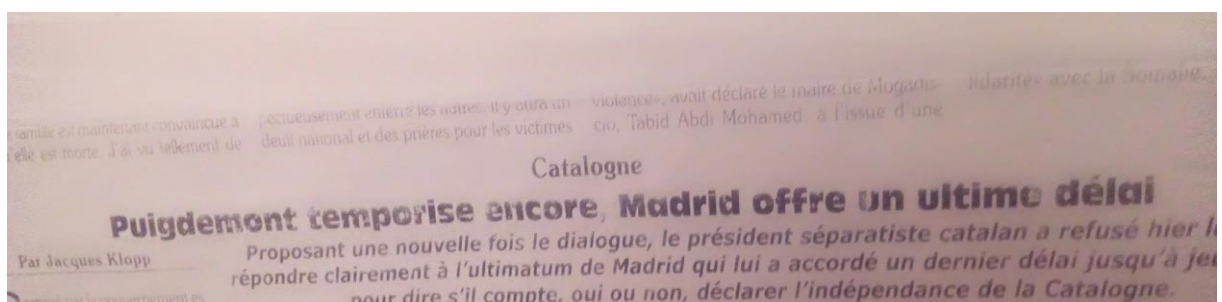 famille est maintenant convaincue
elle est morte. J'ai vu tellement de
pectueusement enterré les autres. Il y aura un
deuil national et des prières pour les victimes
violence», avait déclaré le maire de Mogadis-
cio, Tabid Abdi Mohamed, à l'issue d'une
lidarité» avec la Somalie.
Catalogne
Puigdemont temporise encore, Madrid offre un ultime délai
Par Jacques Klopp
Proposant une nouvelle fois le dialogue, le président séparatiste catalan a refusé hier
répondre clairement à l'ultimatum de Madrid qui lui a accordé un dernier délai jusqu'à
pour dire s'il compte, oui ou non, déclarer l'indépendance de la Catalogne.